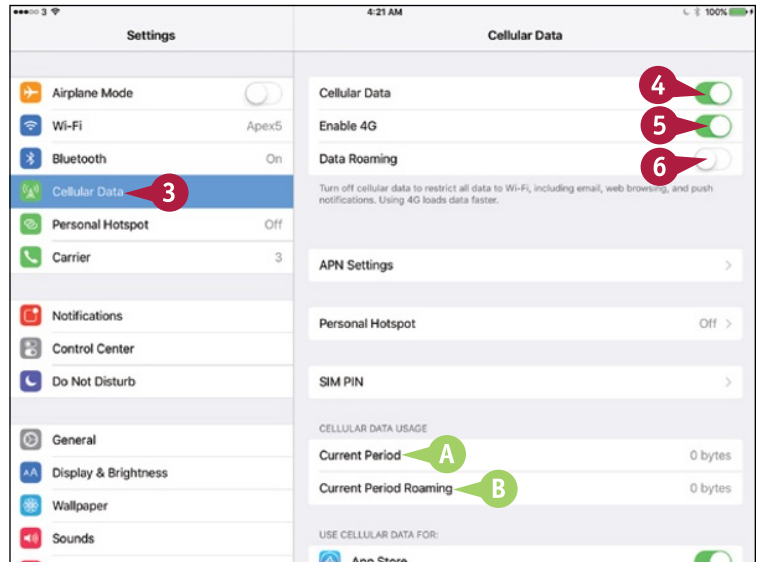 3 4:21 AM 100%
Settings
Airplane Mode
Wi-Fi Apex5
Bluetooth On
Cellular Data 3
Personal Hotspot Off
Carrier 3
Notifications
Control Center
Do Not Disturb
General
AA Display & Brightness
Wallpaper
Sounds
Cellular Data
Cellular Data 4
Enable 4G 5
Data Roaming 6
Turn off cellular data to restrict all data to Wi-Fi, including email, web browsing, and push
notifications. Using 4G loads data faster.
APN Settings
Personal Hotspot Off
SIM PIN
CELLULAR DATA USAGE
Current Period A 0 bytes
Current Period Roaming B 0 bytes
USE CELLULAR DATA FOR:
App Store